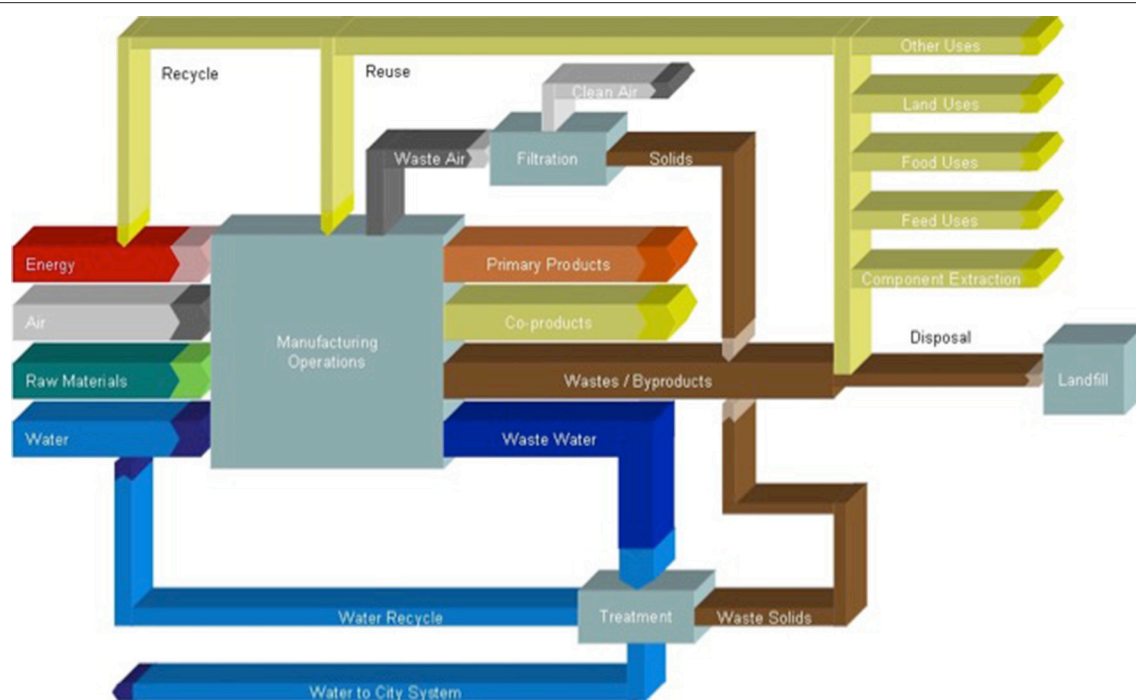 Other Uses
Recycle
Reuse
Clean Air
Land Uses
Waste Air
Filtration
Solids
Food Uses
Feed Uses
Energy
Primary Products
Component Extraction
Air
Co-products
Manufacturing
Operations
Disposal
Raw Materials
Wastes / Byproducts
Landfill
Water
Waste Water
Water Recycle
Treatment
Waste Solids
Water to City System